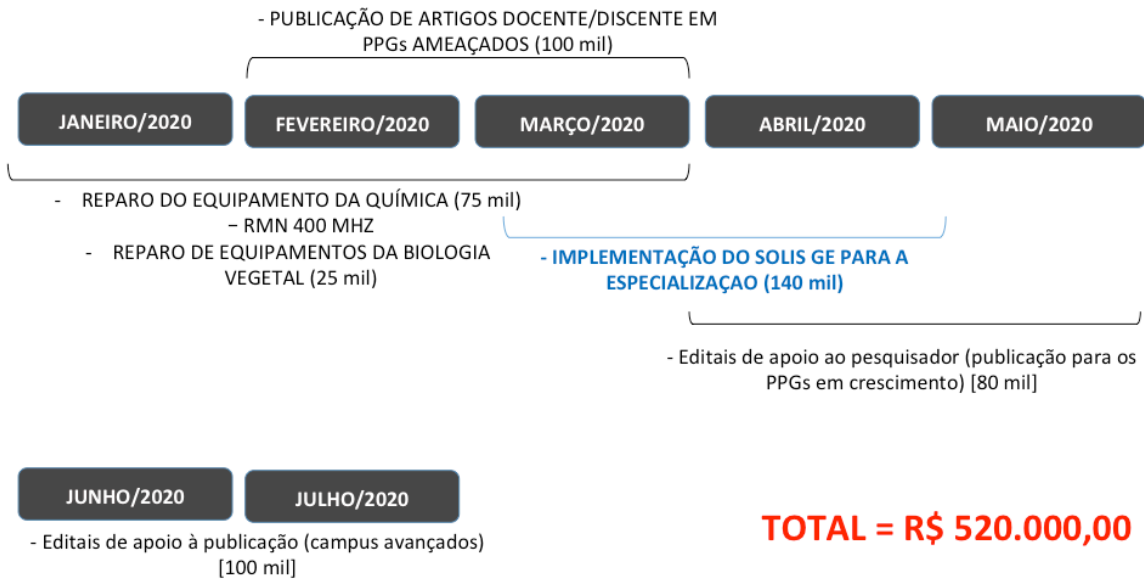 - PUBLICAÇÃO DE ARTIGOS DOCENTE/DISCENTE EM
PPGs AMEAÇADOS (100 mil)
JANEIRO/2020
FEVEREIRO/2020
MARÇO/2020
ABRIL/2020
MAIO/2020
- REPARO DO EQUIPAMENTO DA QUÍMICA (75 mil)
– RMN 400 MHZ
- REPARO DE EQUIPAMENTOS DA BIOLOGIA
VEGETAL (25 mil)
- IMPLEMENTAÇÃO DO SOLIS GE PARA A
ESPECIALIZAÇAO (140 mil)
- Editais de apoio ao pesquisador (publicação para os
PPGs em crescimento) [80 mil]
JUNHO/2020
JULHO/2020
- Editais de apoio à publicação (campus avançados)
[100 mil]
TOTAL = R$ 520.000,00